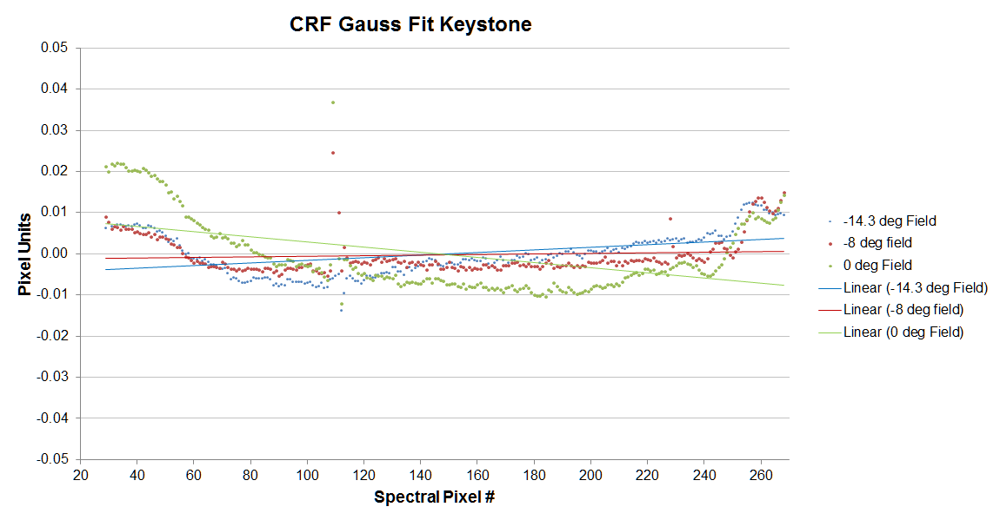 CRF Gauss Fit Keystone
0.05
0.04
0.03
0.02
0.01
0.00
-0.01
-0.02
-0.03
-0.04
-0.05
Pixel Units
20 40 60 80 100 120 140 160 180 200 220 240 260
Spectral Pixel #
-14.3 deg Field
-8 deg field
0 deg Field
Linear (-14.3 deg Field)
Linear (-8 deg field)
Linear (0 deg Field)